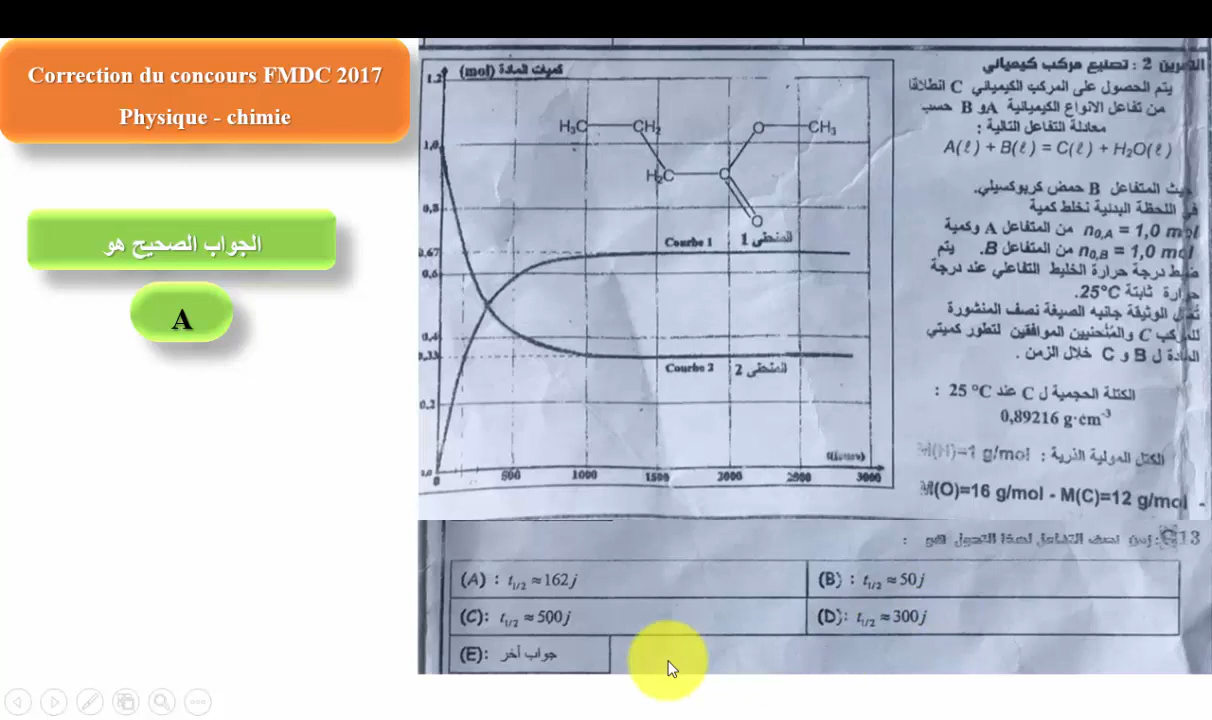 Correction du concours FMDC 2017
Physique - chimie
الجواب الصحيح هو
A
كميات المادة (mol)
1.2
1,0
0,8
0,67
0,6
0,4
0,33
0,2
0
500
1000
1500
2000
2500
3000
t(jours)
H₃C
CH₂
O
CH₃
H₂C
C
O
Courbe 1 المنحنى 1
Courbe 2 المنحنى 2
التمرين 2 : تصنيع مركب كيميائي
يتم الحصول على المركب الكيميائي C انطلاقا
من تفاعل الانواع الكيميائية A و B حسب
معادلة التفاعل التالية :
A(ℓ) + B(ℓ) = C(ℓ) + H₂O(ℓ)
حيث المتفاعل B حمض كربوكسيلي.
في اللحظة البدئية نخلط كمية
n₀,A = 1,0 mol من المتفاعل A وكمية
n₀,B = 1,0 mol من المتفاعل B. يتم
ضبط درجة حرارة الخليط التفاعلي عند درجة
حرارة ثابتة 25°C.
تمثل الوثيقة جانبه الصيغة نصف المنشورة
للمركب C والمنحنيين الموافقين لتطور كميتي
المادة ل B و C خلال الزمن .
الكتلة الحجمية ل C عند 25 °C :
0,89216 g·cm⁻³
الكتل المولية الذرية : M(H)=1 g/mol
M(O)=16 g/mol - M(C)=12 g/mol -
13: زمن نصف التفاعل لهذا التحول هو :
(A) : t₁/₂ ≈ 162 j
(B) : t₁/₂ ≈ 50 j
(C): t₁/₂ ≈ 500 j
(D): t₁/₂ ≈ 300 j
(E): جواب أخر